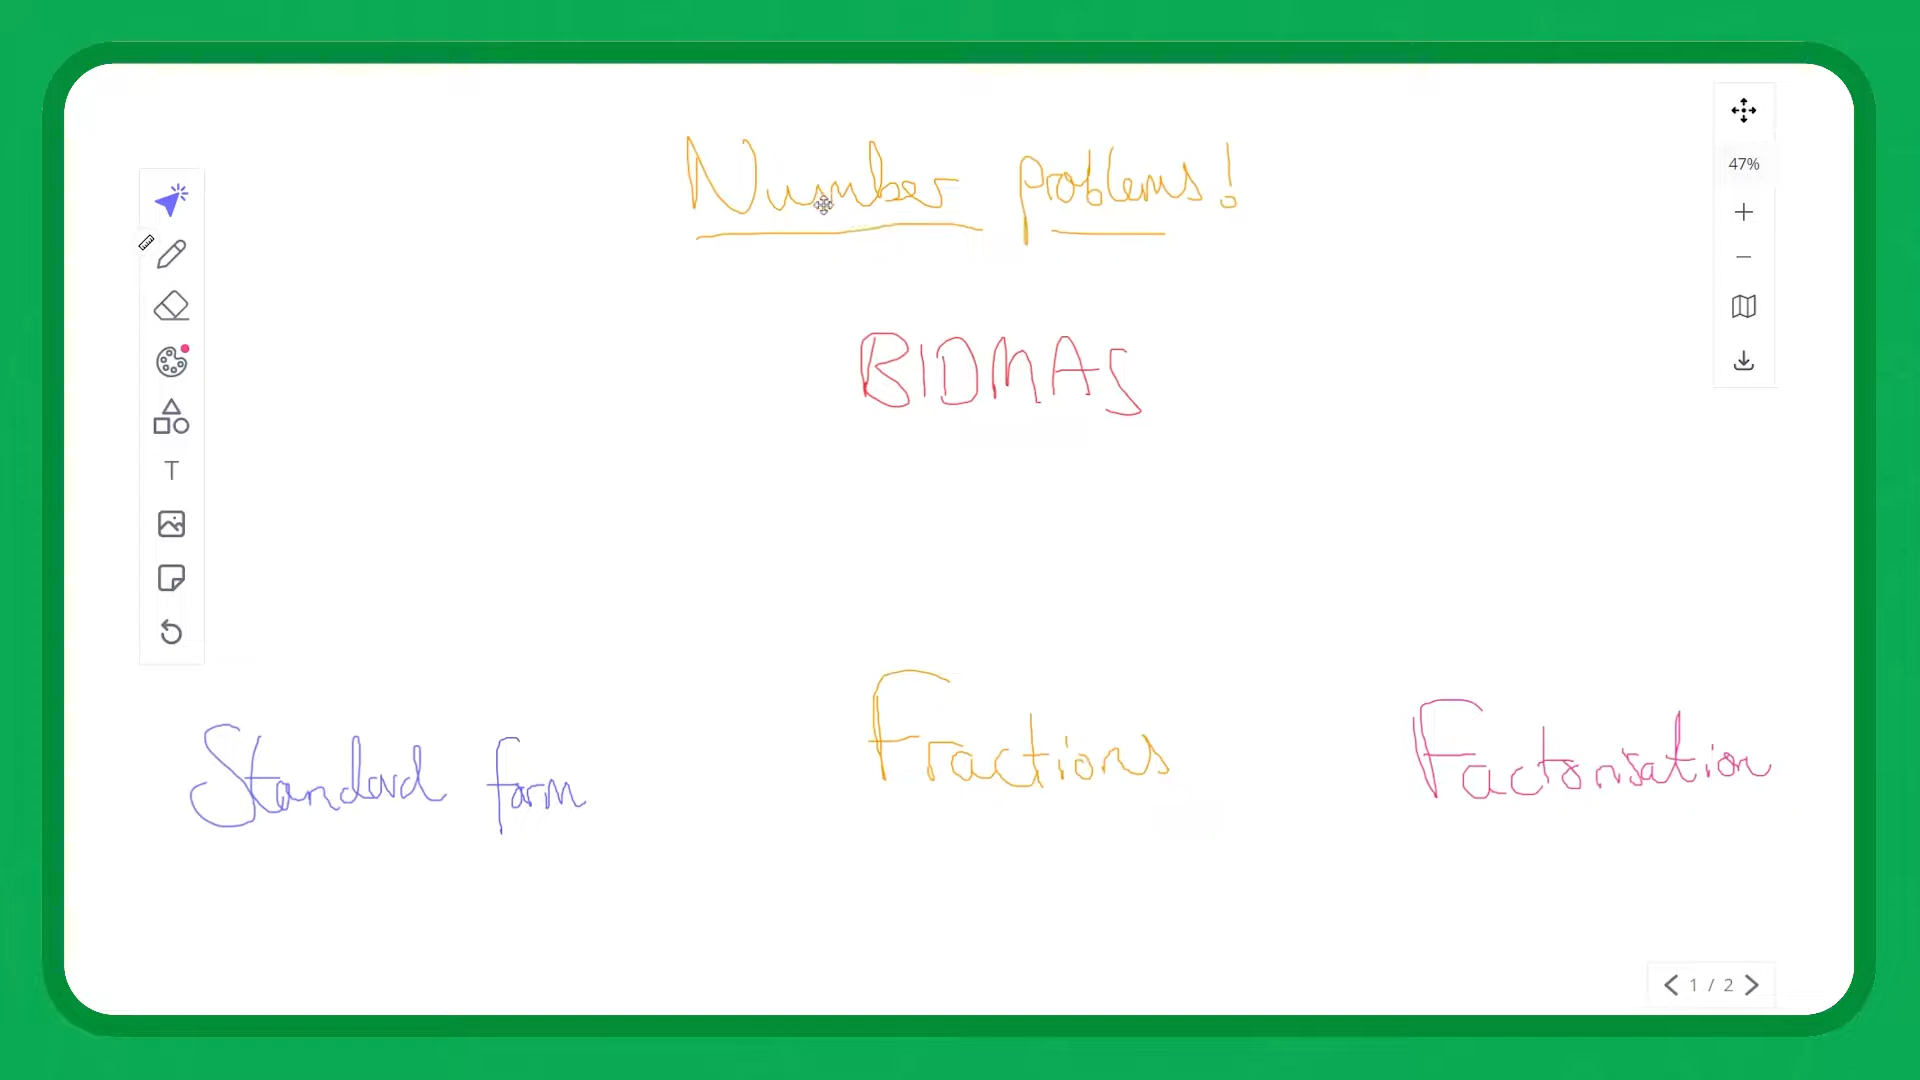 Number problems!
47%
BIDMAS
T
Fractions
Standard form
Factorisation
1 / 2